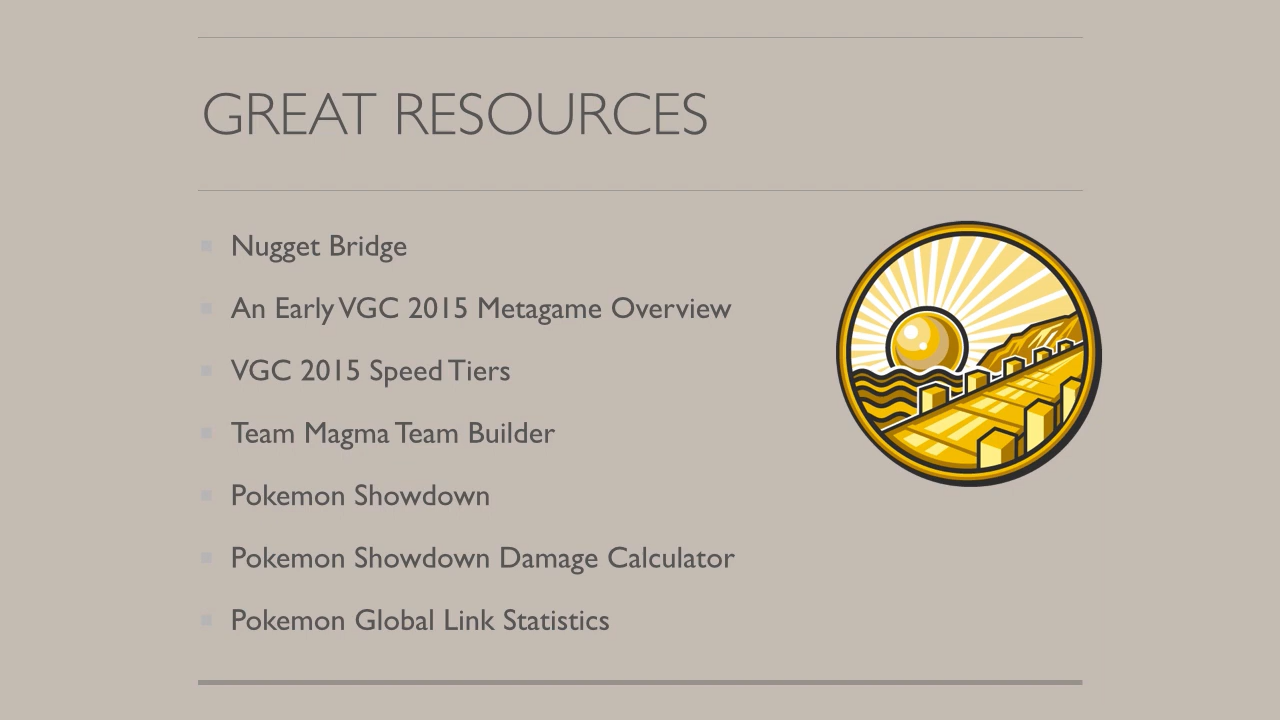 GREAT RESOURCES
Nugget Bridge
An Early VGC 2015 Metagame Overview
VGC 2015 Speed Tiers
Team Magma Team Builder
Pokemon Showdown
Pokemon Showdown Damage Calculator
Pokemon Global Link Statistics